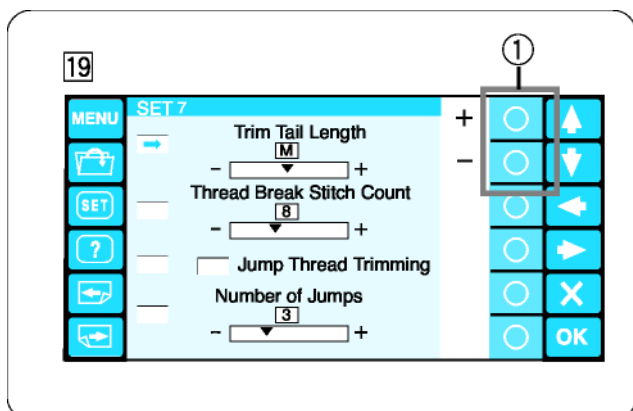 ①
19
MENU
SET 7
Trim Tail Length
M
- +
Thread Break Stitch Count
8
- +
Jump Thread Trimming
Number of Jumps
3
- +
+
-
SET
?
X
OK